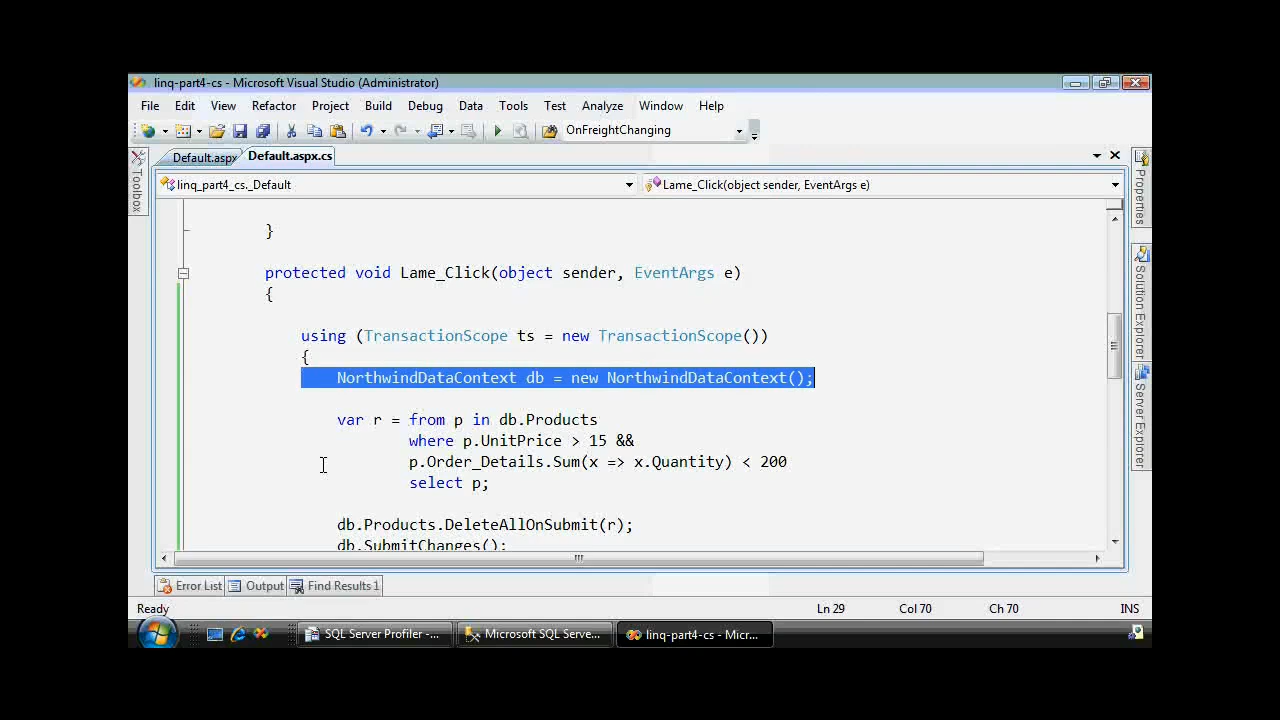 linq-part4-cs - Microsoft Visual Studio (Administrator)
File Edit View Refactor Project Build Debug Data Tools Test Analyze Window Help
OnFreightChanging
Default.aspx Default.aspx.cs
linq_part4_cs._Default Lame_Click(object sender, EventArgs e)
}
protected void Lame_Click(object sender, EventArgs e)
{
using (TransactionScope ts = new TransactionScope())
{
NorthwindDataContext db = new NorthwindDataContext();
var r = from p in db.Products
where p.UnitPrice > 15 &&
p.Order_Details.Sum(x => x.Quantity) < 200
select p;
db.Products.DeleteAllOnSubmit(r);
db.SubmitChanges();
Toolbox
Properties
Solution Explorer
Server Explorer
Error List Output Find Results 1
Ready Ln 29 Col 70 Ch 70 INS
SQL Server Profiler -... Microsoft SQL Serve... linq-part4-cs - Micr...